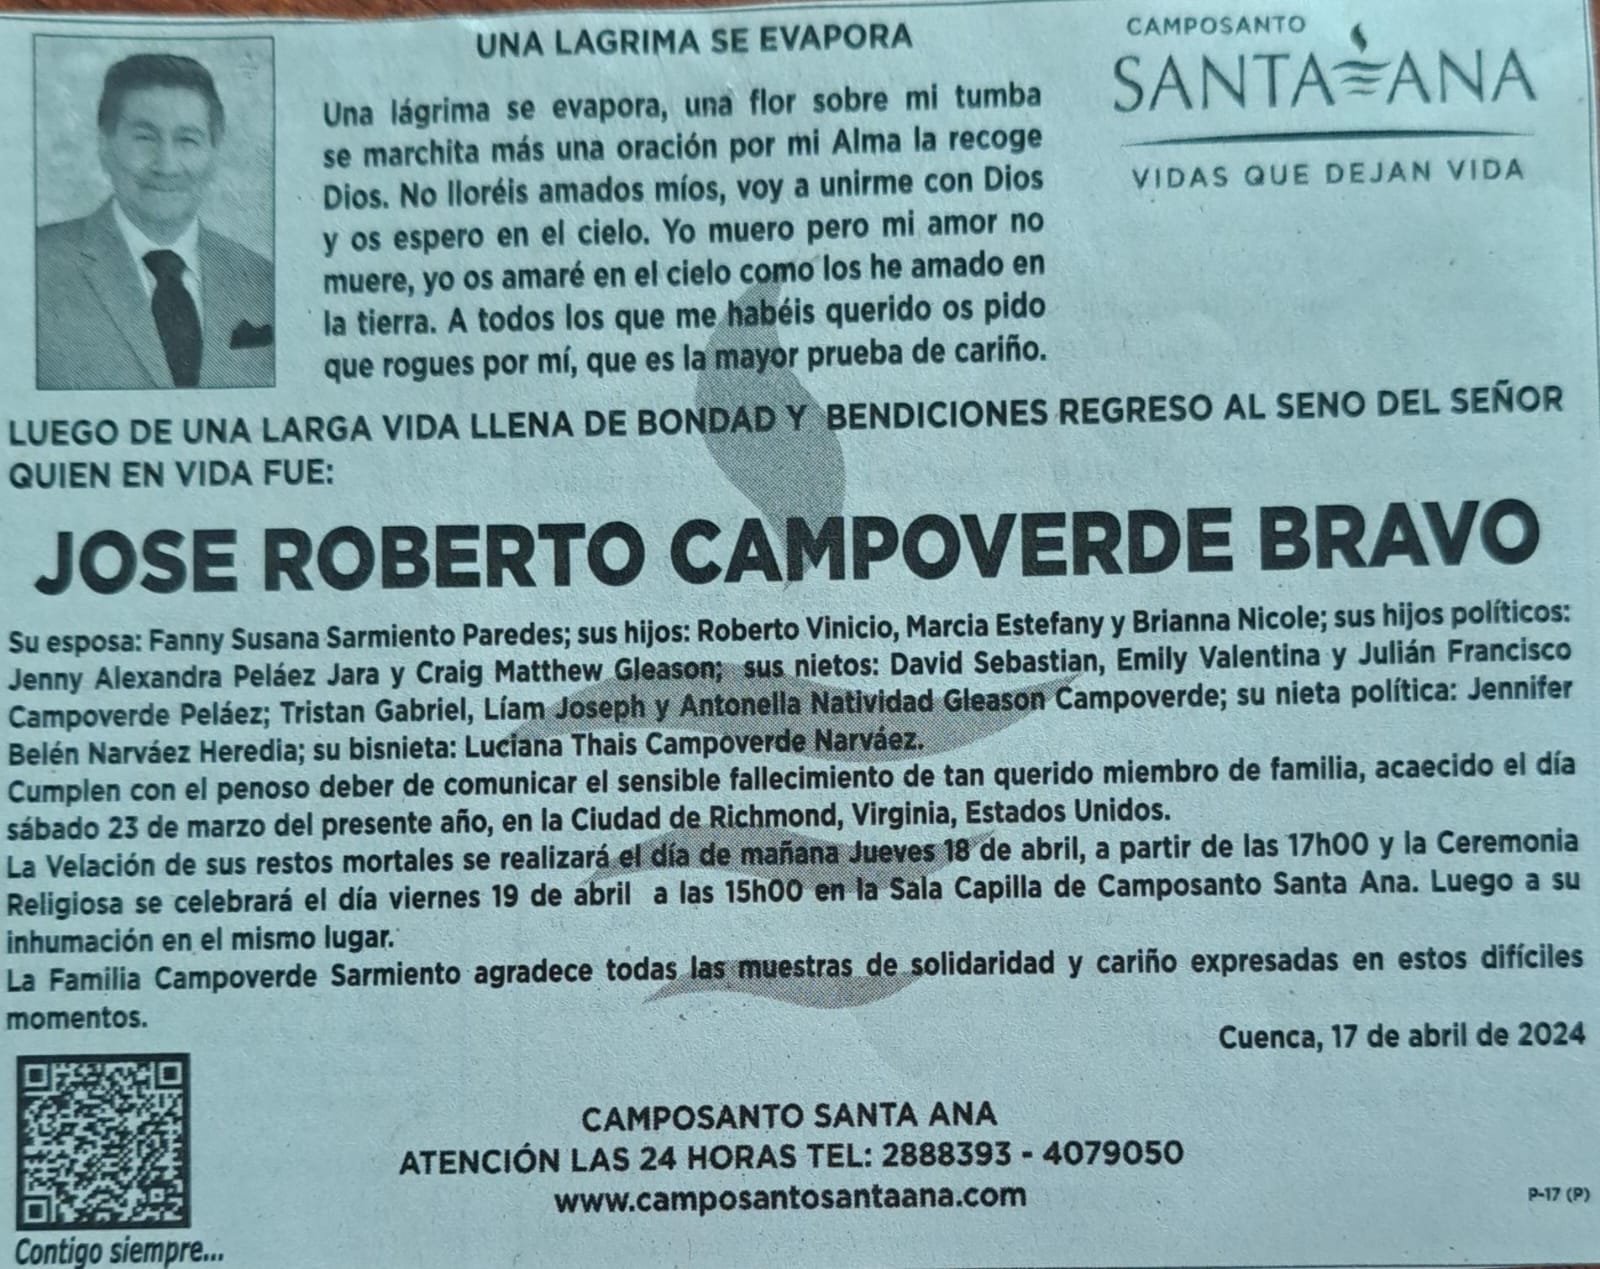 UNA LAGRIMA SE EVAPORA
Una lágrima se evapora, una flor sobre mi tumba
se marchita más una oración por mi Alma la recoge
Dios. No lloréis amados míos, voy a unirme con Dios
y os espero en el cielo. Yo muero pero mi amor no
muere, yo os amaré en el cielo como los he amado en
la tierra. A todos los que me habéis querido os pido
que rogues por mí, que es la mayor prueba de cariño.
CAMPOSANTO
SANTA ANA
VIDAS QUE DEJAN VIDA
LUEGO DE UNA LARGA VIDA LLENA DE BONDAD Y BENDICIONES REGRESO AL SENO DEL SEÑOR
QUIEN EN VIDA FUE:
JOSE ROBERTO CAMPOVERDE BRAVO
Su esposa: Fanny Susana Sarmiento Paredes; sus hijos: Roberto Vinicio, Marcia Estefany y Brianna Nicole; sus hijos políticos:
Jenny Alexandra Peláez Jara y Craig Matthew Gleason; sus nietos: David Sebastian, Emily Valentina y Julián Francisco
Campoverde Peláez; Tristan Gabriel, Líam Joseph y Antonella Natividad Gleason Campoverde; su nieta política: Jennifer
Belén Narváez Heredia; su bisnieta: Luciana Thais Campoverde Narváez.
Cumplen con el penoso deber de comunicar el sensible fallecimiento de tan querido miembro de familia, acaecido el día
sábado 23 de marzo del presente año, en la Ciudad de Richmond, Virginia, Estados Unidos.
La Velación de sus restos mortales se realizará el día de mañana Jueves 18 de abril, a partir de las 17h00 y la Ceremonia
Religiosa se celebrará el día viernes 19 de abril a las 15h00 en la Sala Capilla de Camposanto Santa Ana. Luego a su
inhumación en el mismo lugar.
La Familia Campoverde Sarmiento agradece todas las muestras de solidaridad y cariño expresadas en estos difíciles
momentos.
Cuenca, 17 de abril de 2024
CAMPOSANTO SANTA ANA
ATENCIÓN LAS 24 HORAS TEL: 2888393 - 4079050
www.camposantosantaana.com
P-17 (P)
Contigo siempre...